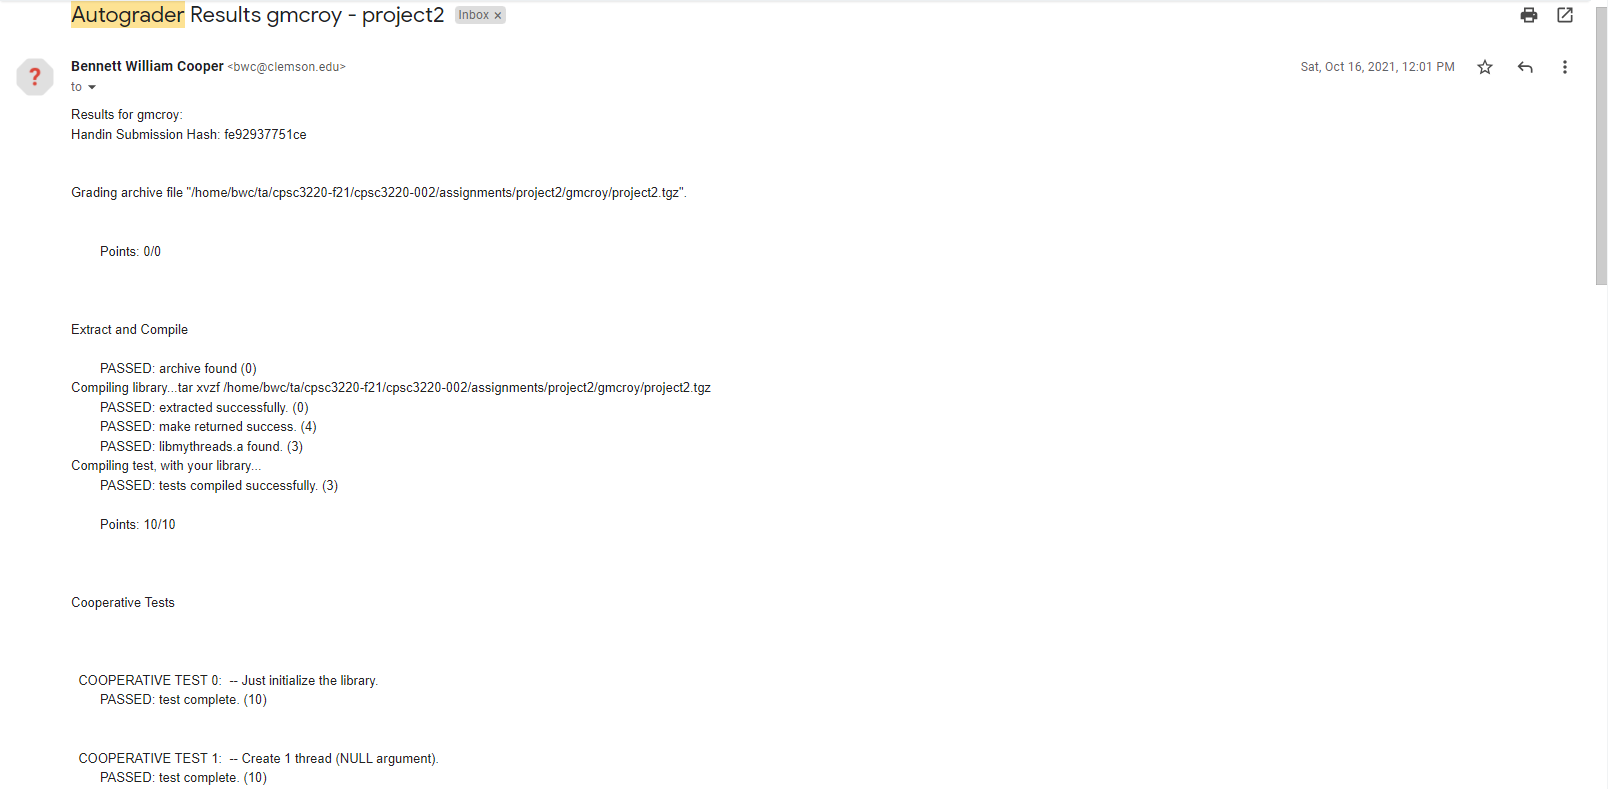 Autograder Results gmcroy - project2 Inbox x
Bennett William Cooper <bwc@clemson.edu> Sat, Oct 16, 2021, 12:01 PM
to
Results for gmcroy:
Handin Submission Hash: fe92937751ce
Grading archive file "/home/bwc/ta/cpsc3220-f21/cpsc3220-002/assignments/project2/gmcroy/project2.tgz".
Points: 0/0
Extract and Compile
PASSED: archive found (0)
Compiling library...tar xvzf /home/bwc/ta/cpsc3220-f21/cpsc3220-002/assignments/project2/gmcroy/project2.tgz
PASSED: extracted successfully. (0)
PASSED: make returned success. (4)
PASSED: libmythreads.a found. (3)
Compiling test, with your library...
PASSED: tests compiled successfully. (3)
Points: 10/10
Cooperative Tests
COOPERATIVE TEST 0:  -- Just initialize the library.
PASSED: test complete. (10)
COOPERATIVE TEST 1:  -- Create 1 thread (NULL argument).
PASSED: test complete. (10)